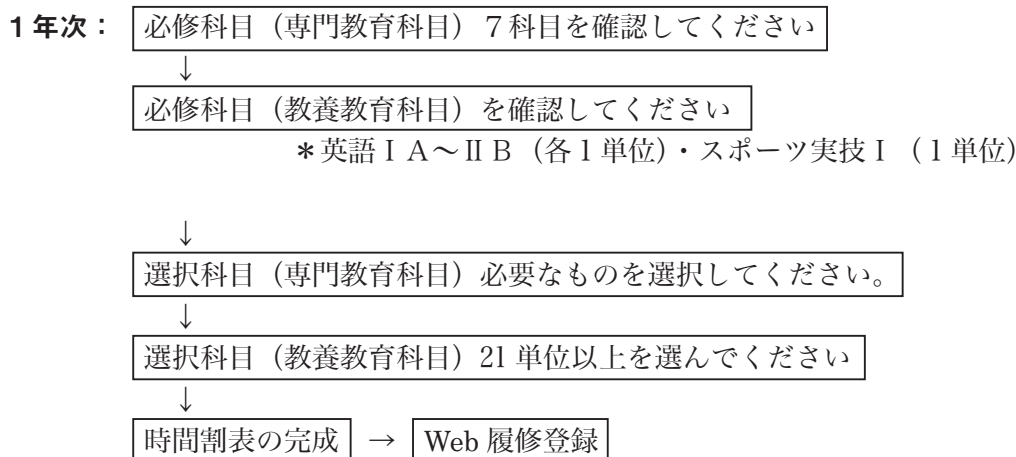 1年次： 必修科目（専門教育科目）7科目を確認してください
↓
必修科目（教養教育科目）を確認してください
＊英語ⅠA～ⅡB（各1単位）・スポーツ実技Ⅰ（1単位）
↓
選択科目（専門教育科目）必要なものを選択してください。
↓
選択科目（教養教育科目）21単位以上を選んでください
↓
時間割表の完成 → Web履修登録